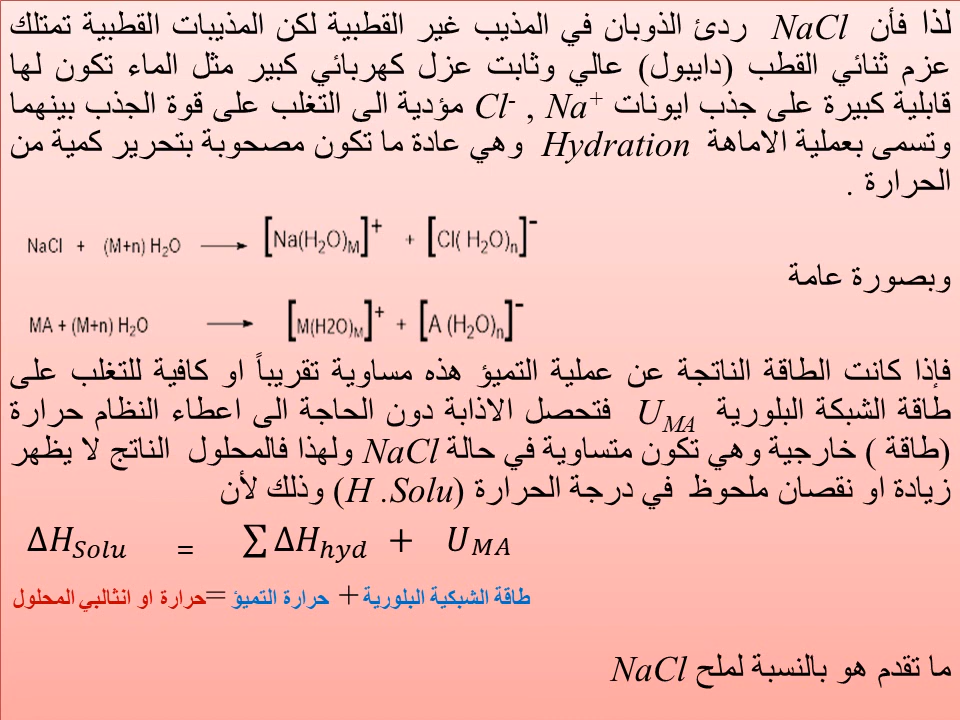 لذا فأن NaCl ردئ الذوبان في المذيب غير القطبية لكن المذيبات القطبية تمتلك
عزم ثنائي القطب (دايبول) عالي وثابت عزل كهربائي كبير مثل الماء تكون لها
قابلية كبيرة على جذب ايونات Cl- , Na+ مؤدية الى التغلب على قوة الجذب بينهما
وتسمى بعملية الاماهة Hydration وهي عادة ما تكون مصحوبة بتحرير كمية من
الحرارة .
NaCl + (M+n) H₂O ⟶ [Na(H₂O)M]+ + [Cl( H₂O)n]-
وبصورة عامة
MA + (M+n) H₂O ⟶ [M(H2O)M]+ + [A (H₂O)n]-
فإذا كانت الطاقة الناتجة عن عملية التميؤ هذه مساوية تقريباً او كافية للتغلب على
طاقة الشبكة البلورية UMA فتحصل الاذابة دون الحاجة الى اعطاء النظام حرارة
(طاقة ) خارجية وهي تكون متساوية في حالة NaCl ولهذا فالمحلول الناتج لا يظهر
زيادة او نقصان ملحوظ في درجة الحرارة (H .Solu) وذلك لأن
ΔHSolu = ∑ ΔHhyd + UMA
طاقة الشبكية البلورية + حرارة التميؤ =حرارة او انثالبي المحلول
ما تقدم هو بالنسبة لملح NaCl